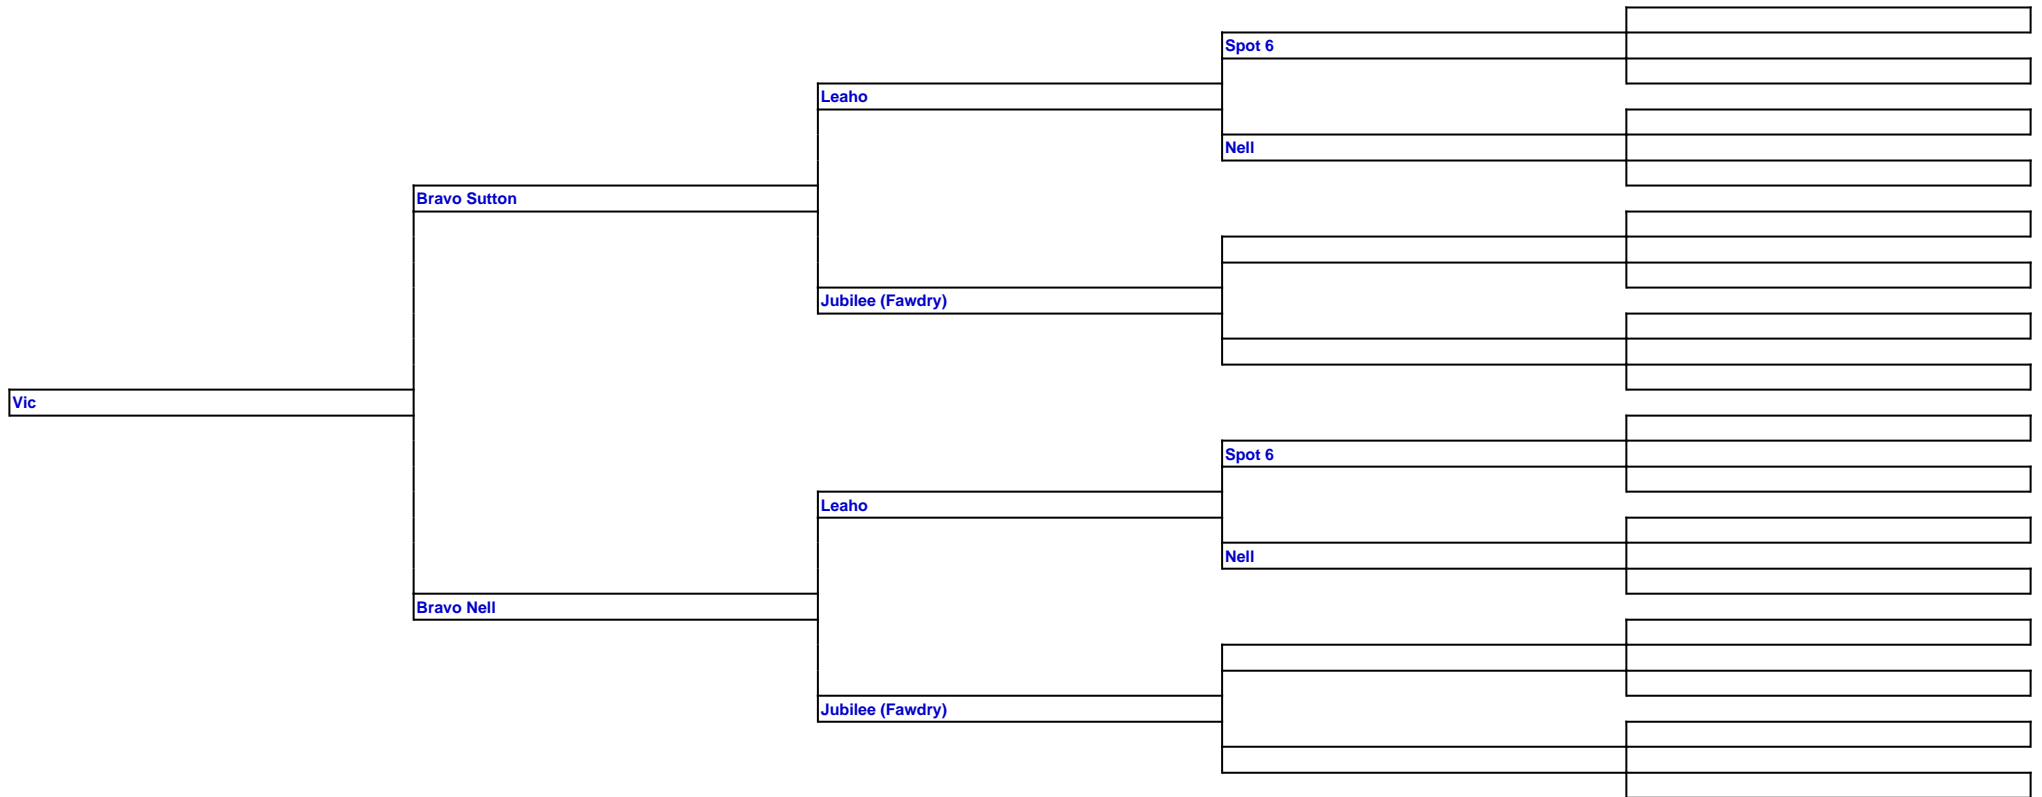 Spot 6
Leaho
Nell
Bravo Sutton
Jubilee (Fawdry)
Vic
Spot 6
Leaho
Nell
Bravo Nell
Jubilee (Fawdry)